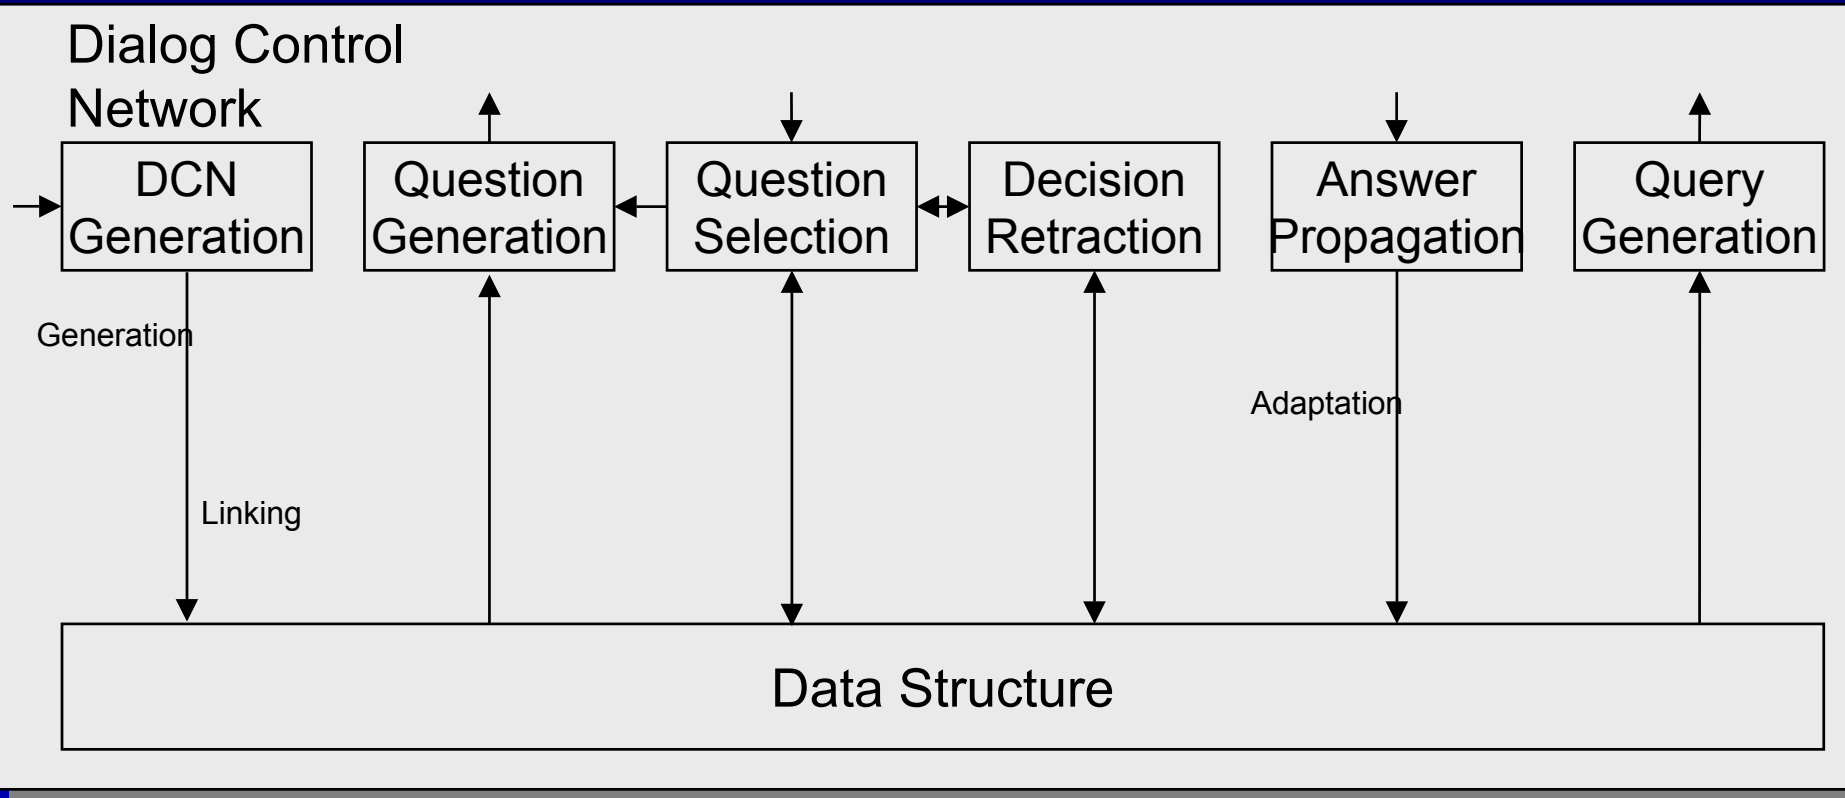 Dialog Control
Network
DCN
Generation
Question
Generation
Question
Selection
Decision
Retraction
Answer
Propagation
Query
Generation
Generation
Adaptation
Linking
Data Structure